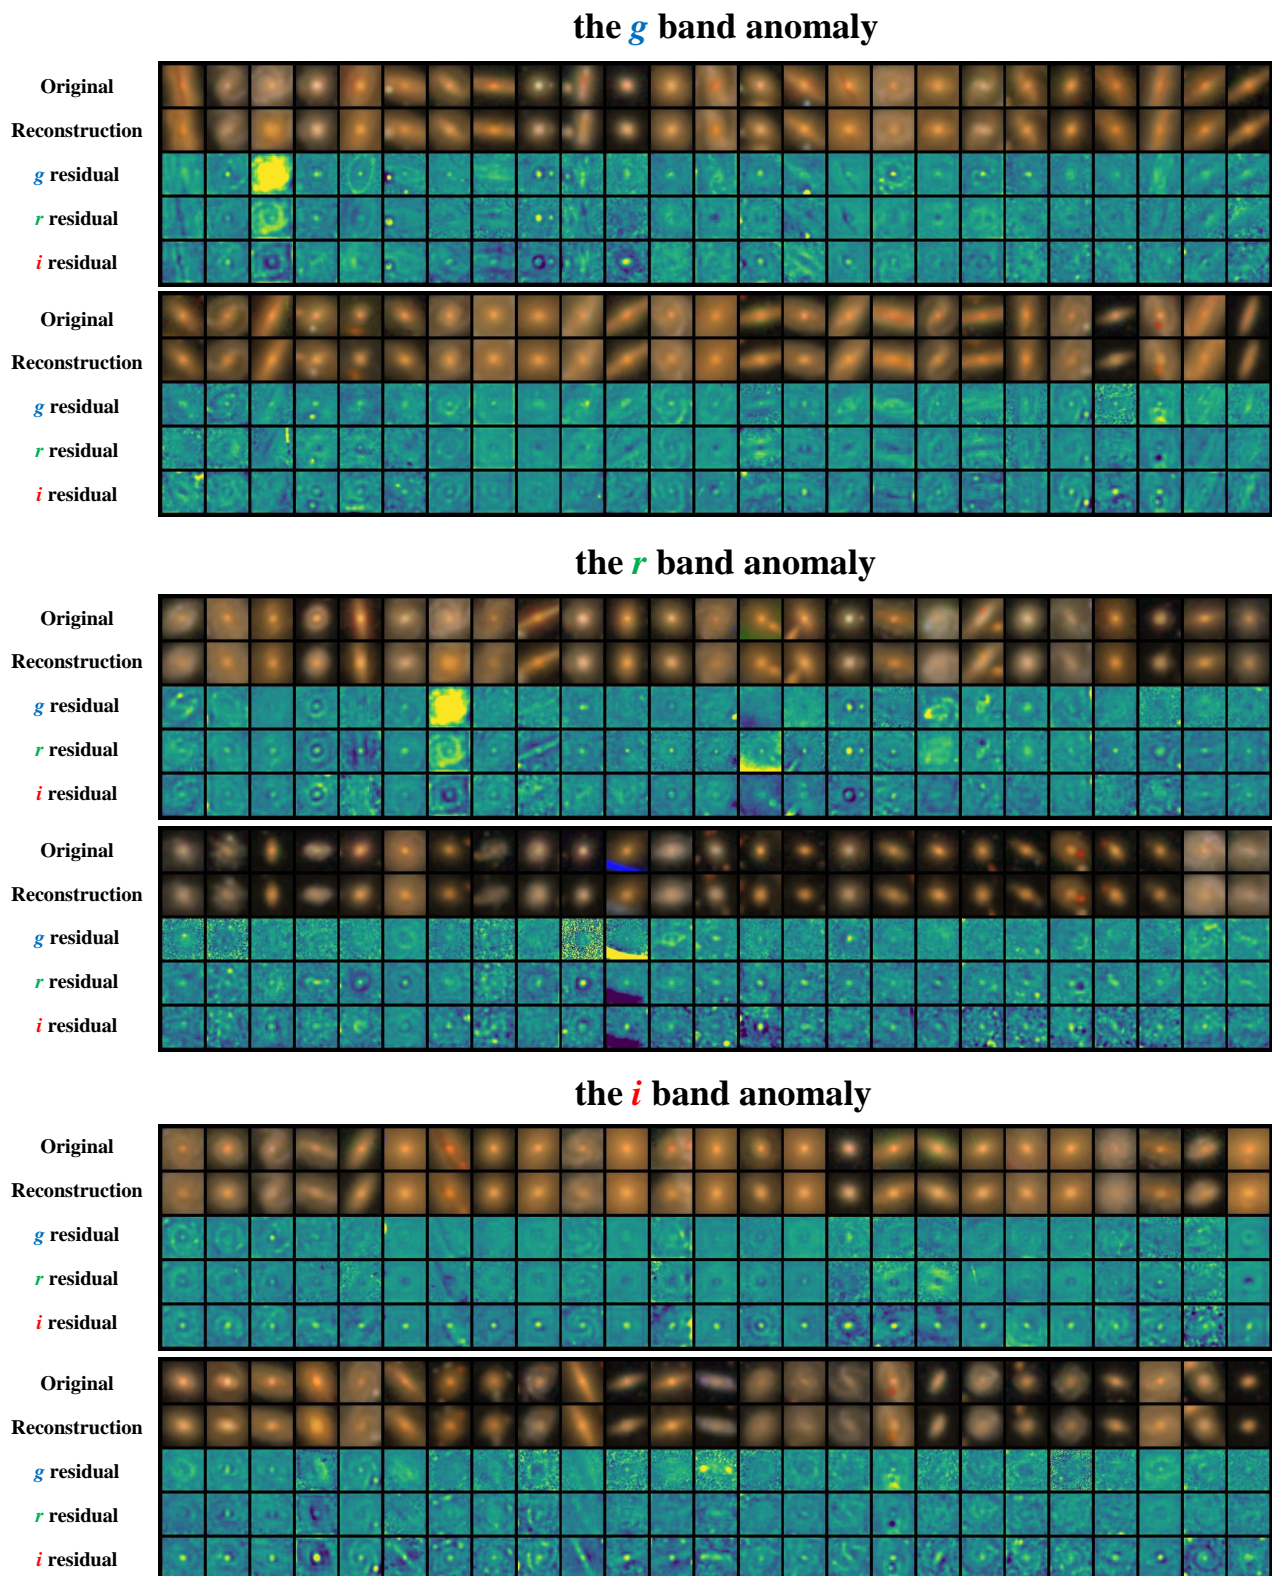 the g band anomaly
Original
Reconstruction
g residual
r residual
i residual
Original
Reconstruction
g residual
r residual
i residual
the r band anomaly
Original
Reconstruction
g residual
r residual
i residual
Original
Reconstruction
g residual
r residual
i residual
the i band anomaly
Original
Reconstruction
g residual
r residual
i residual
Original
Reconstruction
g residual
r residual
i residual